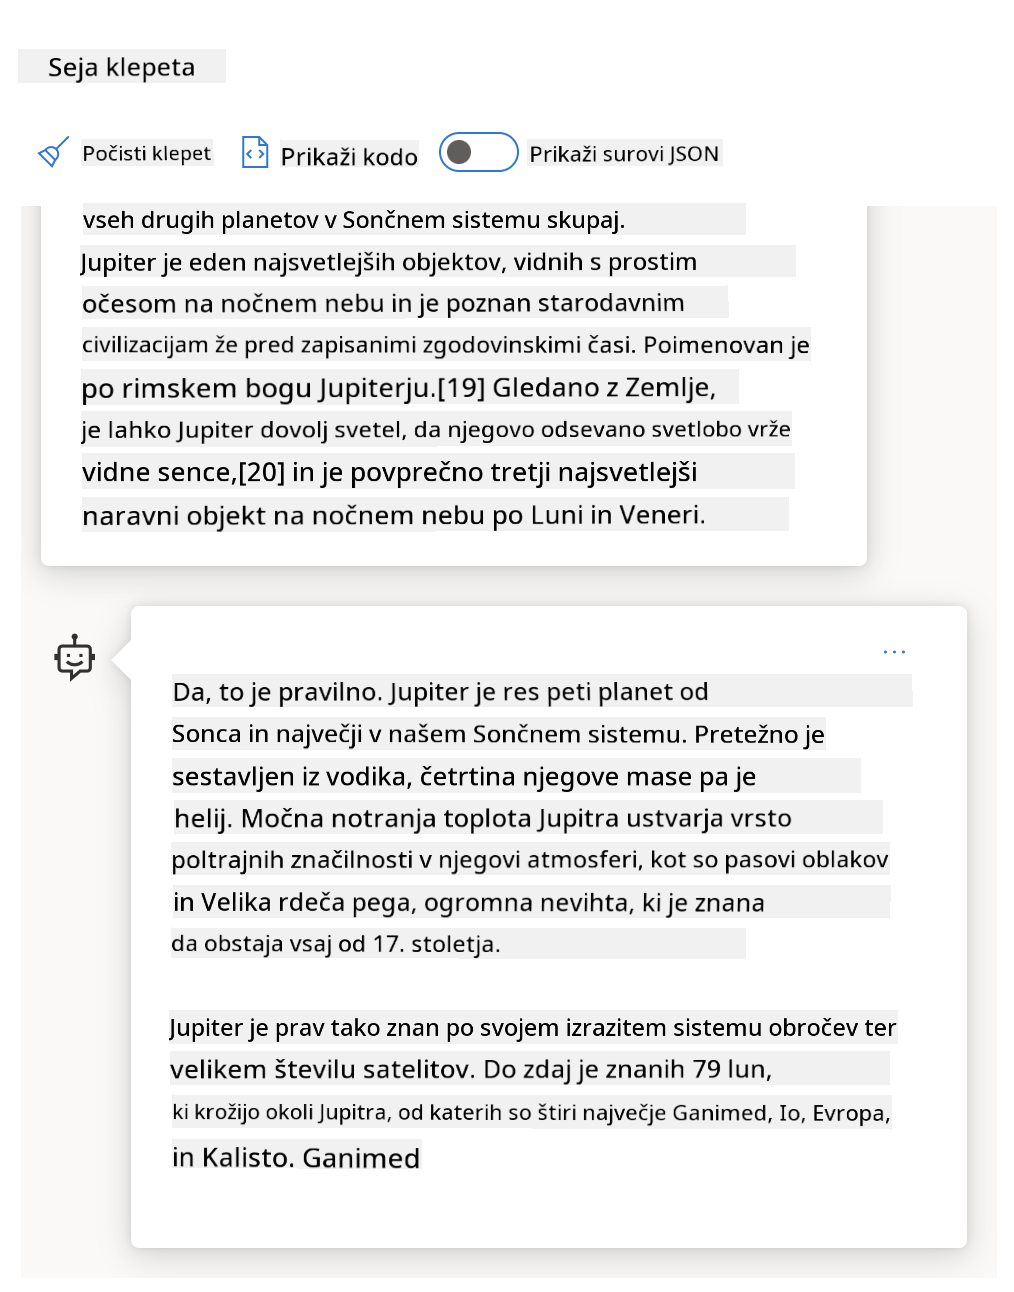 Seja klepeta
Počisti klepet
Prikaži kodo
Prikaži surovi JSON
vseh drugih planetov v Sončnem sistemu skupaj.
Jupiter je eden najsvetlejših objektov, vidnih s prostim
očesom na nočnem nebu in je poznan starodavnim
civilizacijam že pred zapisanimi zgodovinskimi časi. Poimenovan je
po rimskem bogu Jupiterju.[19] Gledano z Zemlje,
je lahko Jupiter dovolj svetel, da njegovo odsevano svetlobo vrže
vidne sence,[20] in je povprečno tretji najsvetlejši
naravni objekt na nočnem nebu po Luni in Veneri.
Da, to je pravilno. Jupiter je res peti planet od
Sonca in največji v našem Sončnem sistemu. Pretežno je
sestavljen iz vodika, četrtina njegove mase pa je
helij. Močna notranja toplota Jupitra ustvarja vrsto
poltrajnih značilnosti v njegovi atmosferi, kot so pasovi oblakov
in Velika rdeča pega, ogromna nevihta, ki je znana
da obstaja vsaj od 17. stoletja.
Jupiter je prav tako znan po svojem izrazitem sistemu obročev ter
velikem številu satelitov. Do zdaj je znanih 79 lun,
ki krožijo okoli Jupitra, od katerih so štiri največje Ganimed, Io, Evropa,
in Kalisto. Ganimed